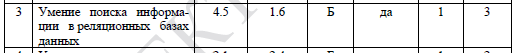 3 Умение поиска информа- 4.5 1.6 Б да 1 3
ции в реляционных базах
данных